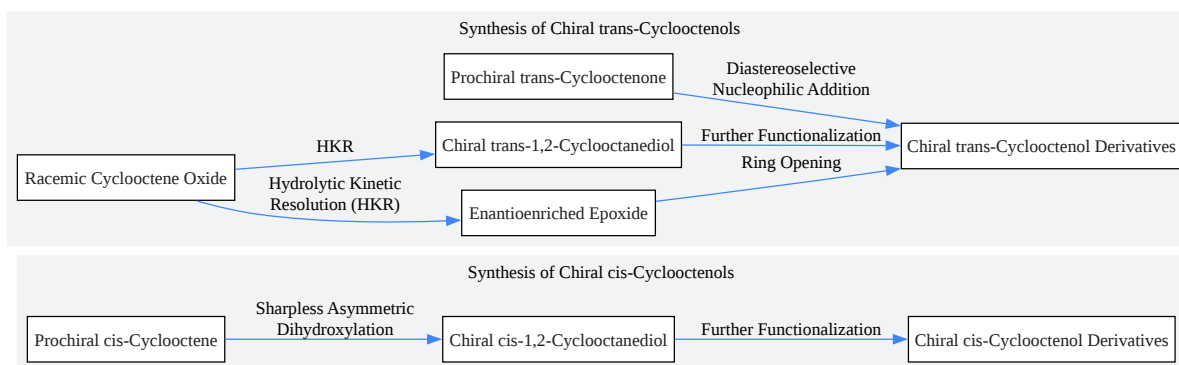 Synthesis of Chiral trans-Cyclooctenols
Prochiral trans-Cyclooctenone
Diastereoselective
Nucleophilic Addition
HKR
Chiral trans-1,2-Cyclooctanediol
Further Functionalization
Chiral trans-Cyclooctenol Derivatives
Racemic Cyclooctene Oxide
Hydrolytic Kinetic
Resolution (HKR)
Enantioenriched Epoxide
Ring Opening
Synthesis of Chiral cis-Cyclooctenols
Prochiral cis-Cyclooctene
Sharpless Asymmetric
Dihydroxylation
Chiral cis-1,2-Cyclooctanediol
Further Functionalization
Chiral cis-Cyclooctenol Derivatives